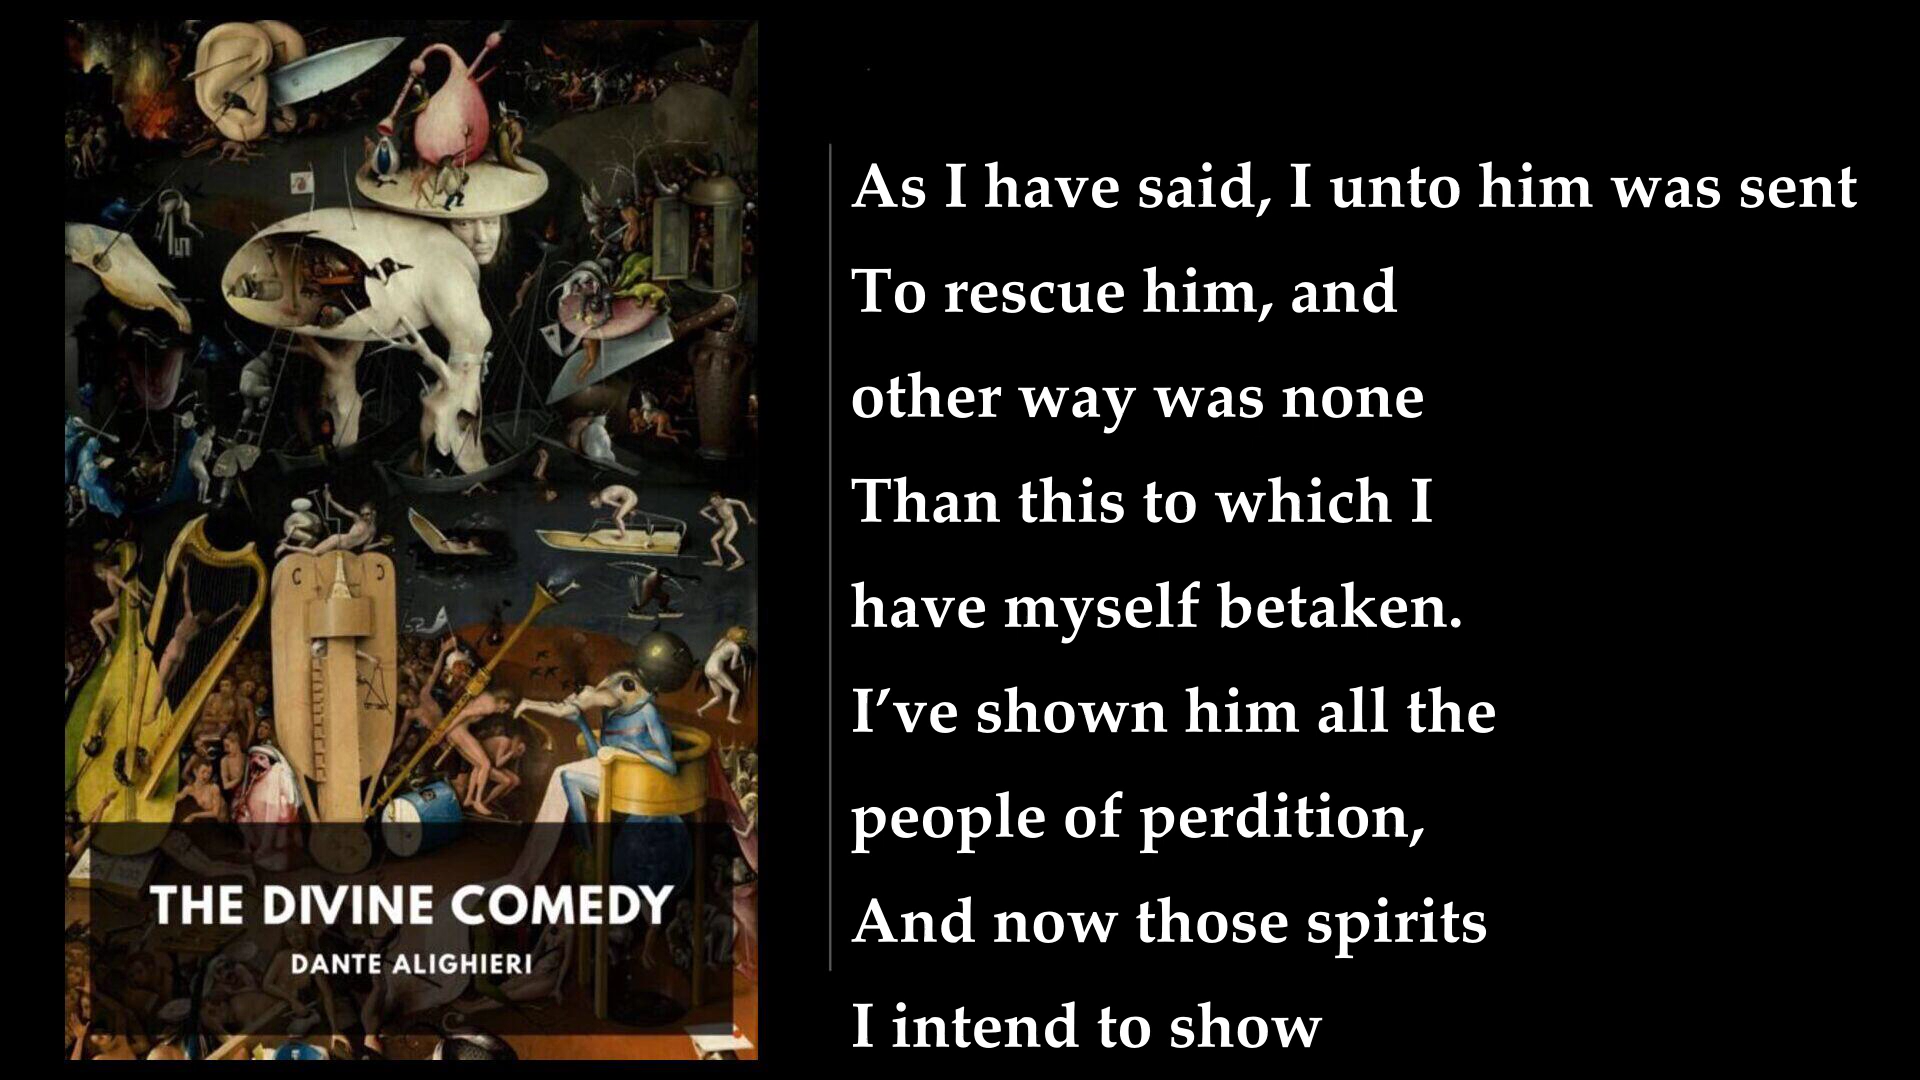 THE DIVINE COMEDY
DANTE ALIGHIERI
As I have said, I unto him was sent
To rescue him, and
other way was none
Than this to which I
have myself betaken.
I’ve shown him all the
people of perdition,
And now those spirits
I intend to show